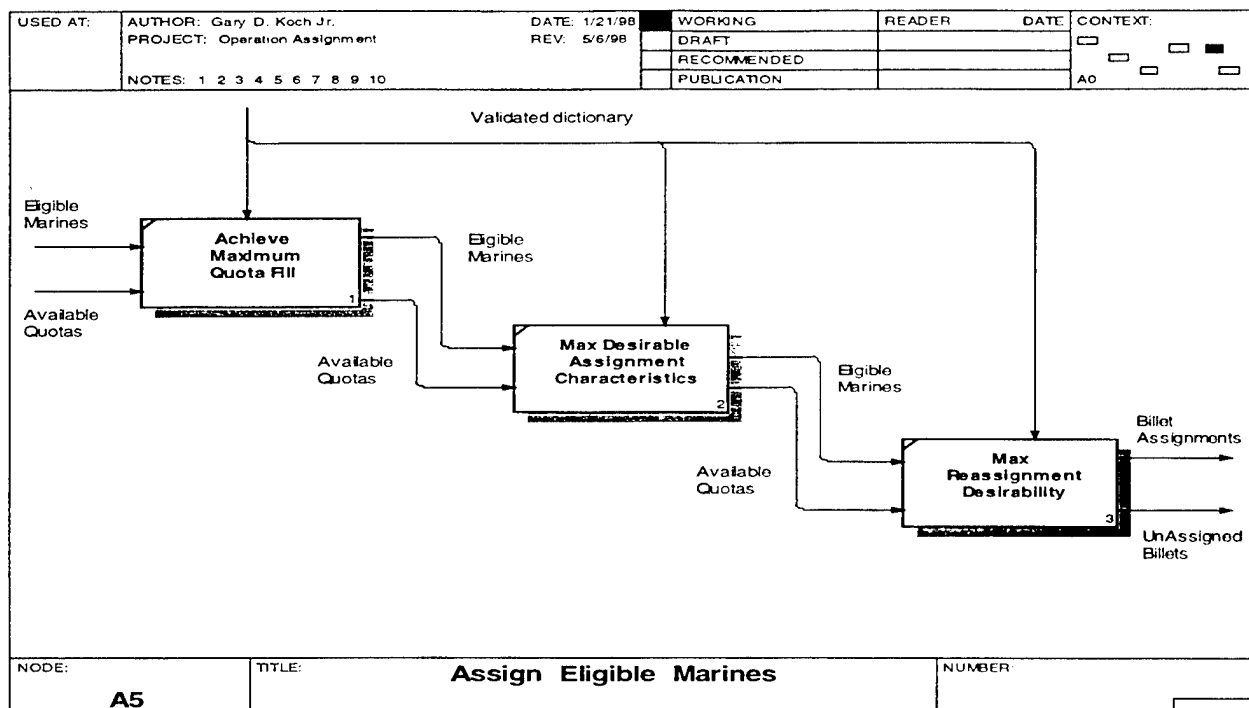 USED AT:
AUTHOR: Gary D. Koch Jr.
DATE: 1/21/98
PROJECT: Operation Assignment
REV: 5/6/98
NOTES: 1 2 3 4 5 6 7 8 9 10
WORKING
DRAFT
RECOMMENDED
PUBLICATION
READER DATE
CONTEXT:
A0
Validated dictionary
Eligible
Marines
Available
Quotas
Achieve
Maximum
Quota Fill
1
Eligible
Marines
Available
Quotas
Max Desirable
Assignment
Characteristics
2
Eligible
Marines
Available
Quotas
Max
Reassignment
Desirability
3
Billet
Assignments
UnAssigned
Billets
NODE:
A5
TITLE:
Assign Eligible Marines
NUMBER: